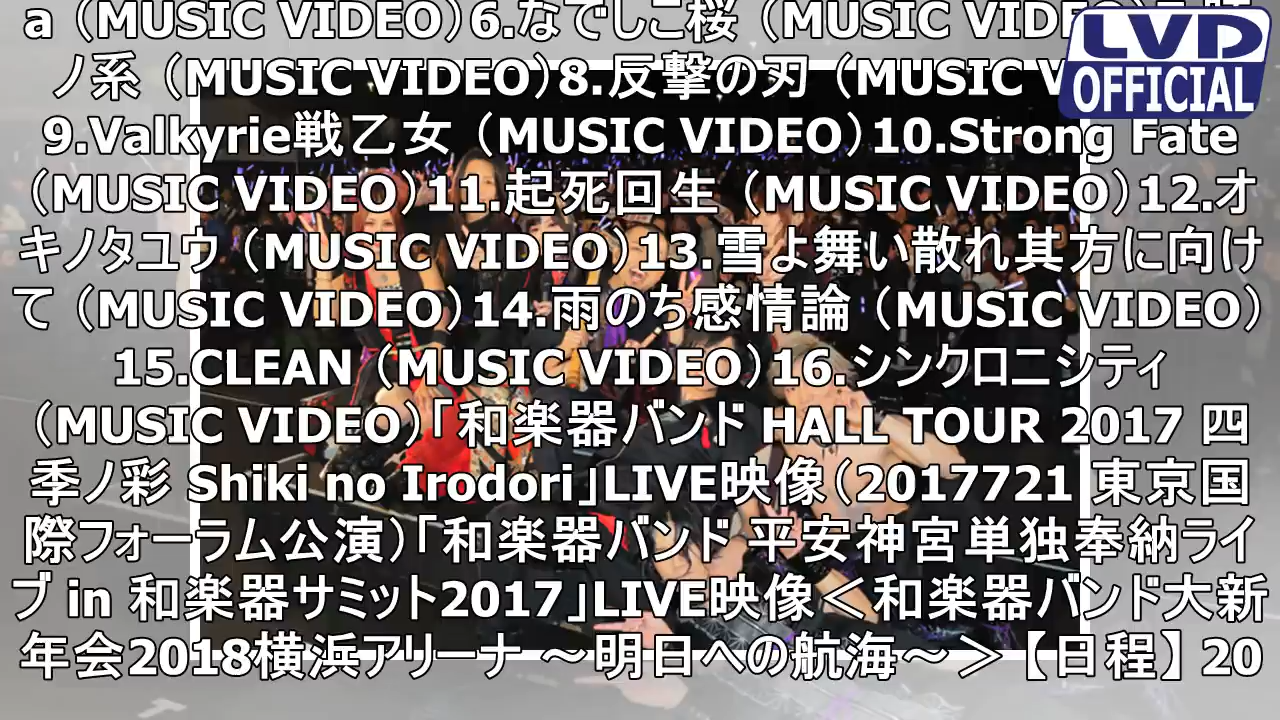 a（MUSIC VIDEO）6.なでしこ桜（MUSIC VIDEO）7.
ノ糸（MUSIC VIDEO）8.反撃の刃（MUSIC
9.Valkyrie戦乙女（MUSIC VIDEO）10.Strong Fate
（MUSIC VIDEO）11.起死回生（MUSIC VIDEO）12.オ
キノタユウ（MUSIC VIDEO）13.雪よ舞い散れ其方に向け
て（MUSIC VIDEO）14.雨のち感情論（MUSIC VIDEO）
15.CLEAN（MUSIC VIDEO）16.シンクロニシティ
（MUSIC VIDEO）「和楽器バンド HALL TOUR 2017 四
季ノ彩 Shiki no Irodori」LIVE映像（2017721 東京国
際フォーラム公演）「和楽器バンド 平安神宮単独奉納ライ
ブ in 和楽器サミット2017」LIVE映像＜和楽器バンド大新
年会2018横浜アリーナ ～明日への航海～＞【日程】20
LVD
OFFICIAL